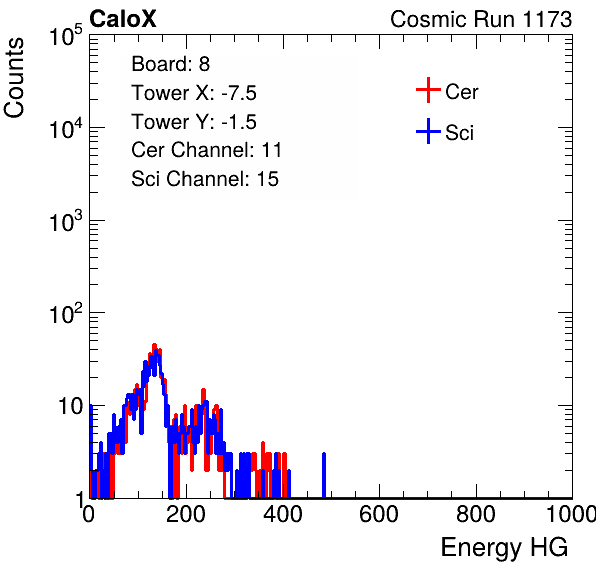 CaloX Cosmic Run 1173
Counts
Board: 8
Tower X: -7.5
Tower Y: -1.5
Cer Channel: 11
Sci Channel: 15
Cer
Sci
10^5
10^4
10^3
10^2
10
1
0 200 400 600 800 1000
Energy HG